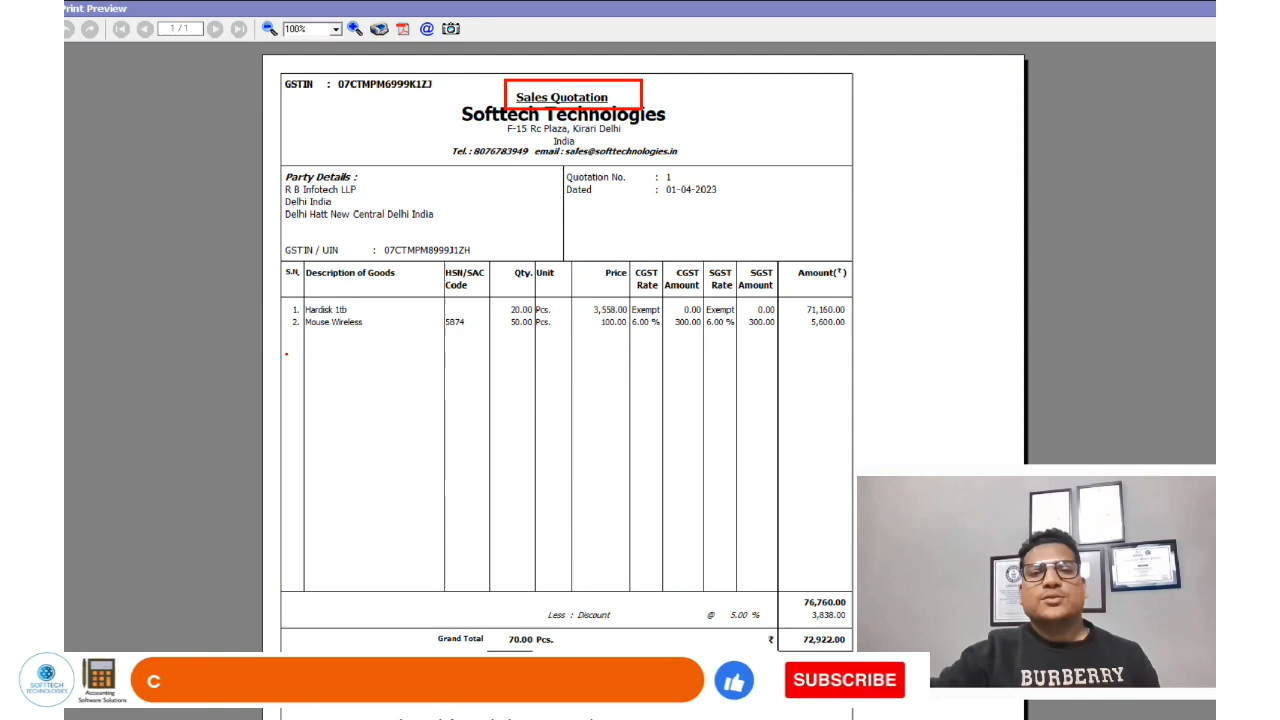 Print Preview
1 / 1
100%
@
GSTIN : 07CTMPM6999K1ZJ
Sales Quotation
Softtech Technologies
F-15 Rc Plaza, Kirari Delhi
India
Tel. : 8076783949 email : sales@softtechnologies.in
Party Details :
R B Infotech LLP
Delhi India
Delhi Hatt New Central Delhi India
GSTIN / UIN : 07CTMPM8999J1ZH
Quotation No. : 1
Dated : 01-04-2023
S.N. Description of Goods HSN/SAC Code Qty. Unit Price CGST Rate CGST Amount SGST Rate SGST Amount Amount(₹)
1. Hardisk 1tb 20.00 Pcs. 3,558.00 Exempt 0.00 Exempt 0.00 71,160.00
2. Mouse Wireless 5874 50.00 Pcs. 100.00 6.00 % 300.00 6.00 % 300.00 5,600.00
76,760.00
Less : Discount @ 5.00 % 3,838.00
Grand Total 70.00 Pcs. ₹ 72,922.00
SOFTTECH TECHNOLOGIES
Accounting Software Solutions
C
SUBSCRIBE
BURBERRY